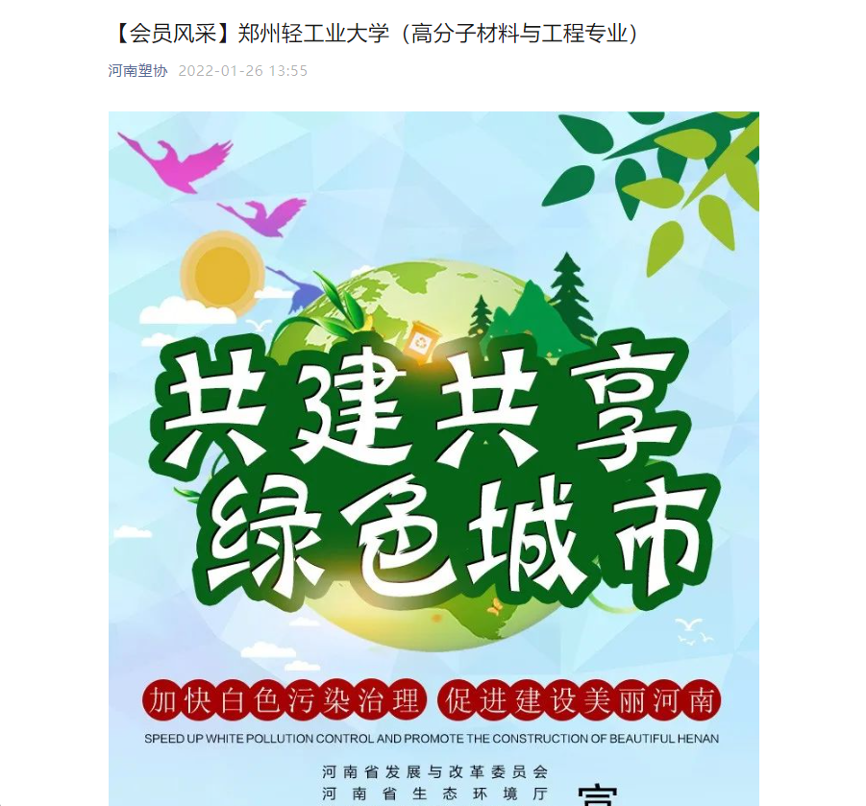 【会员风采】郑州轻工业大学（高分子材料与工程专业）
河南塑协 2022-01-26 13:55
共建共享
绿色城市
加快白色污染治理 促进建设美丽河南
SPEED UP WHITE POLLUTION CONTROL AND PROMOTE THE CONSTRUCTION OF BEAUTIFUL HENAN
河南省发展与改革委员会
河南省生态环境厅